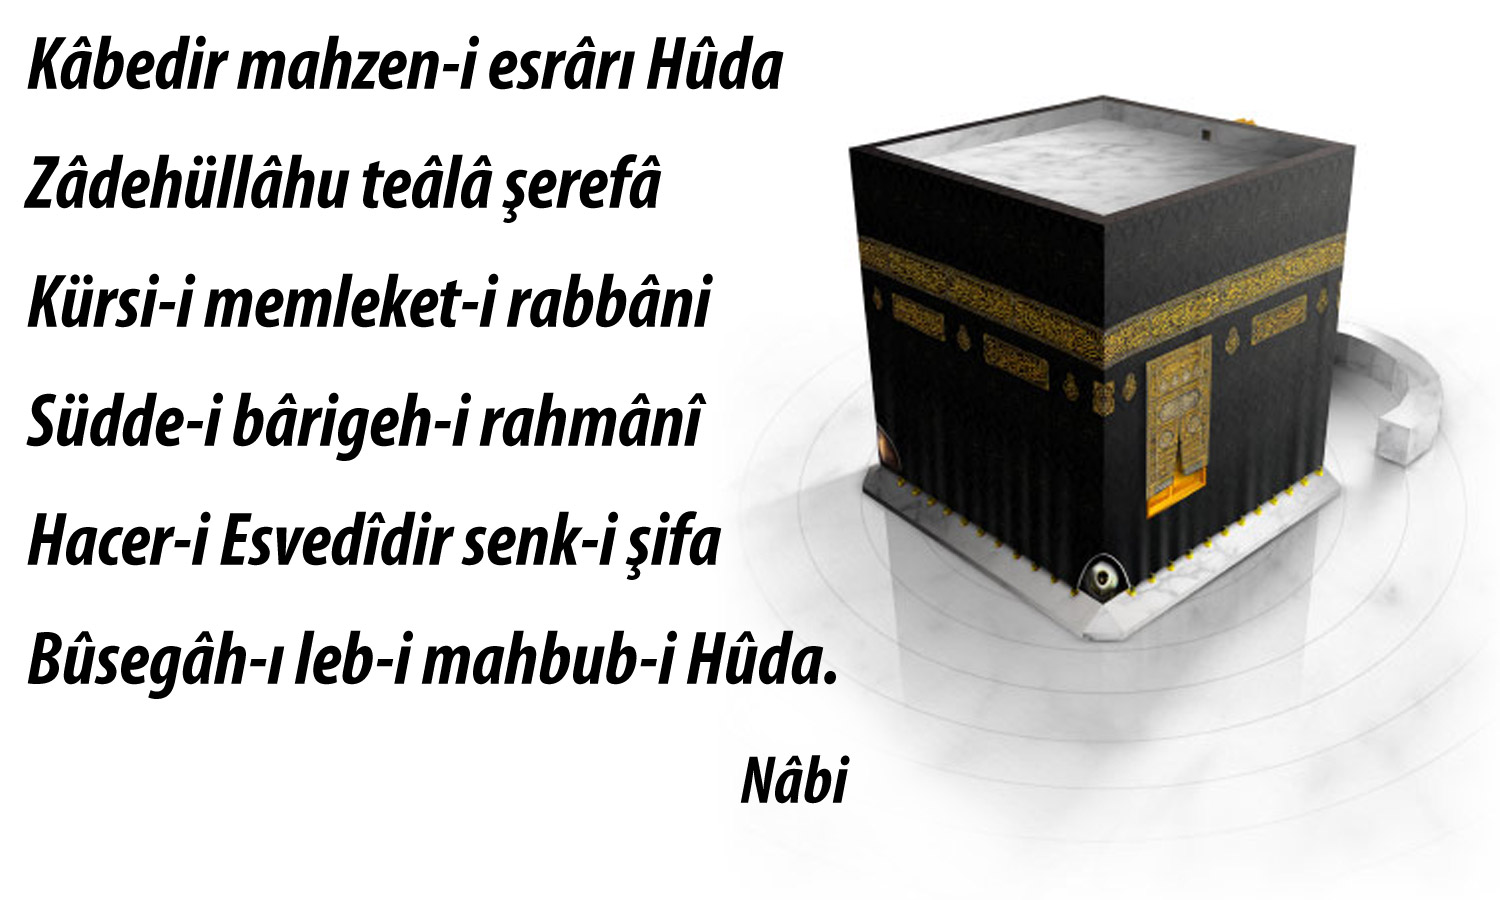 Kâbedir mahzen-i esrârı Hûda
Zâdehüllâhu teâlâ şerefâ
Kürsi-i memleket-i rabbâni
Südde-i bârigeh-i rahmânî
Hacer-i Esvedîdir senk-i şifa
Bûsegâh-ı leb-i mahbub-i Hûda.
Nâbi